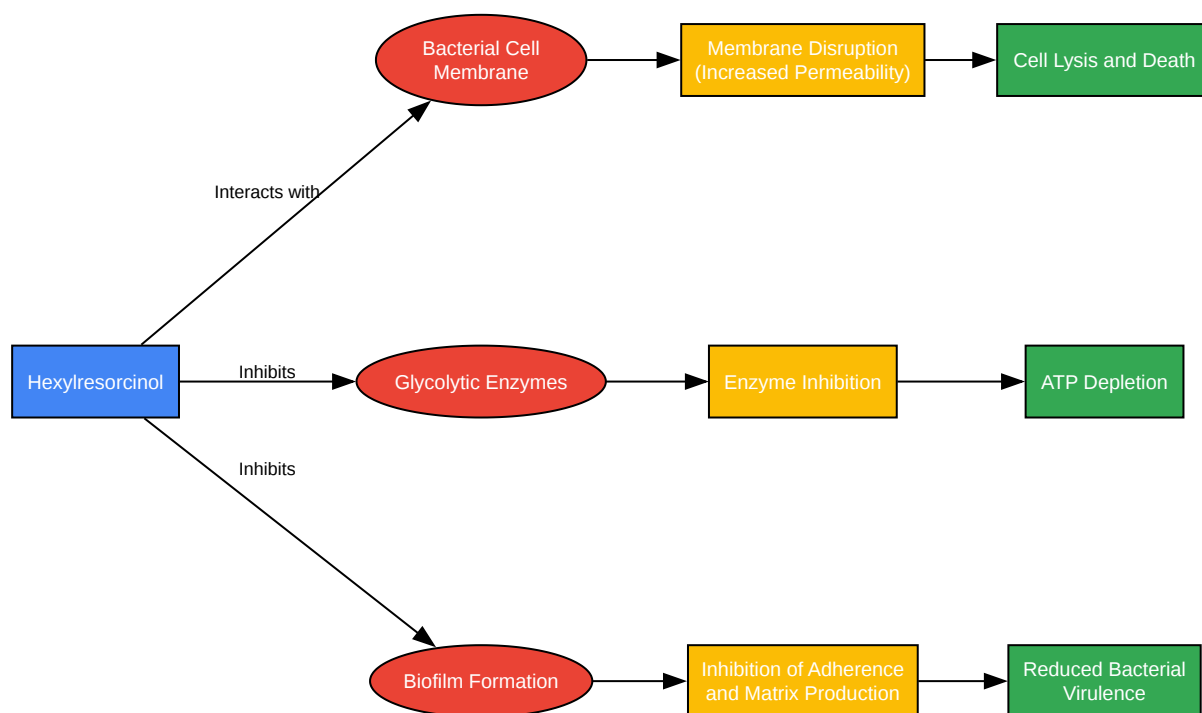 Bacterial Cell
Membrane
Membrane Disruption
(Increased Permeability)
Cell Lysis and Death
Interacts with
Hexylresorcinol
Inhibits
Glycolytic Enzymes
Enzyme Inhibition
ATP Depletion
Inhibits
Biofilm Formation
Inhibition of Adherence
and Matrix Production
Reduced Bacterial
Virulence